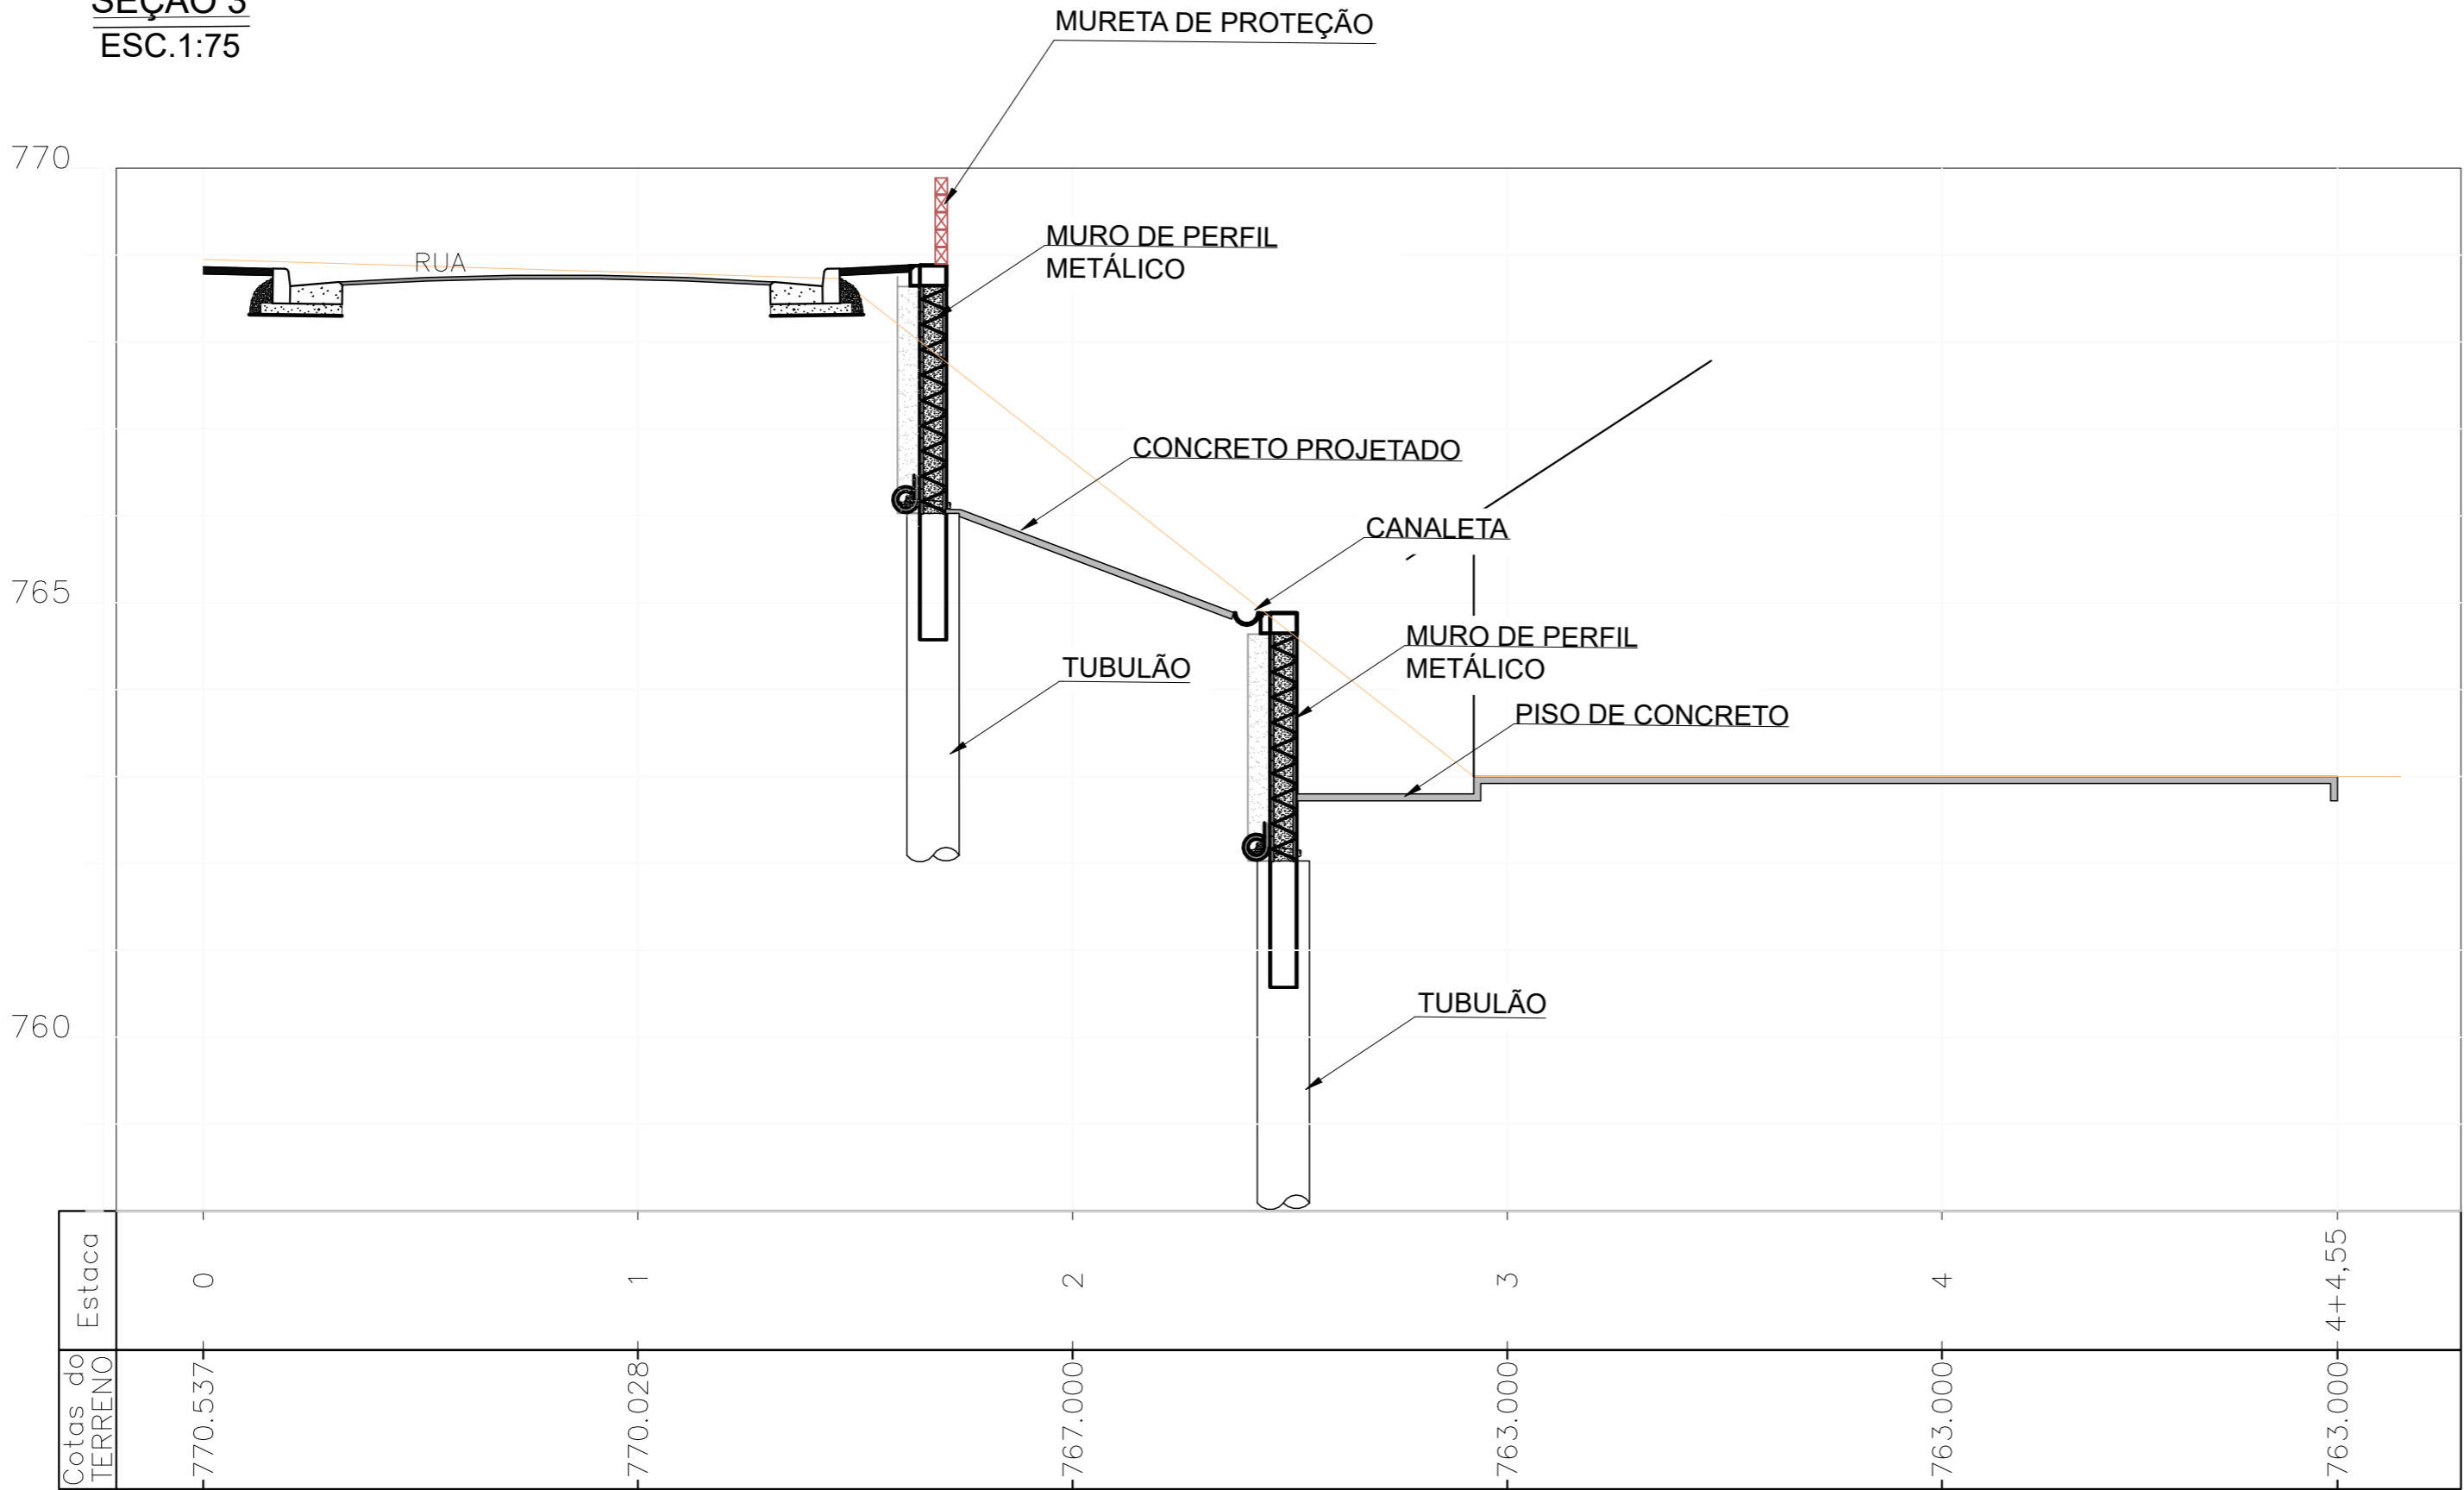 SEÇÃO 3
ESC.1:75
MURETA DE PROTEÇÃO
770
RUA
MURO DE PERFIL
METÁLICO
CONCRETO PROJETADO
CANALETA
765
MURO DE PERFIL
METÁLICO
TUBULÃO
PISO DE CONCRETO
TUBULÃO
760
Estaca
0
1
2
3
4
4+4,55
Cotas do
TERRENO
770.537
770.028
767.000
763.000
763.000
763.000